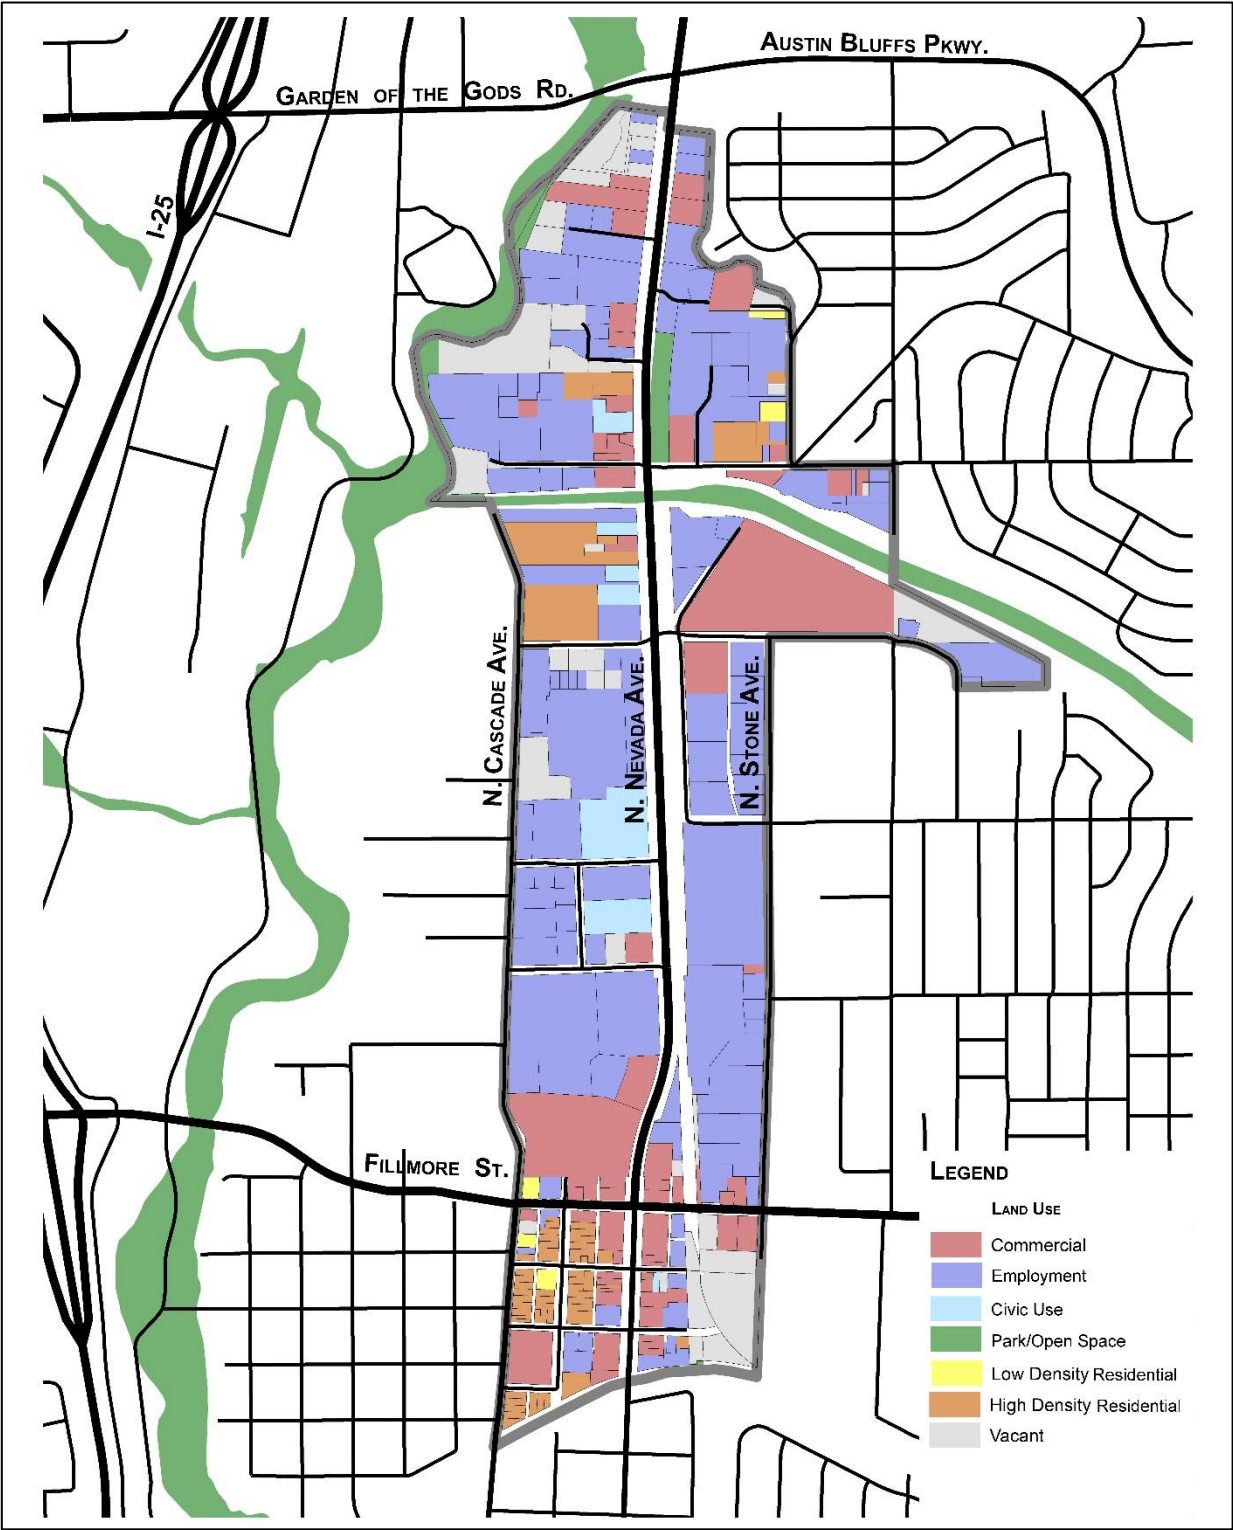 AUSTIN BLUFFS PKWY.
GARDEN OF THE GODS RD.
I-25
N. CASCADE AVE.
N. NEVADA AVE.
N. STONE AVE.
FILLMORE ST.
LEGEND
LAND USE
Commercial
Employment
Civic Use
Park/Open Space
Low Density Residential
High Density Residential
Vacant